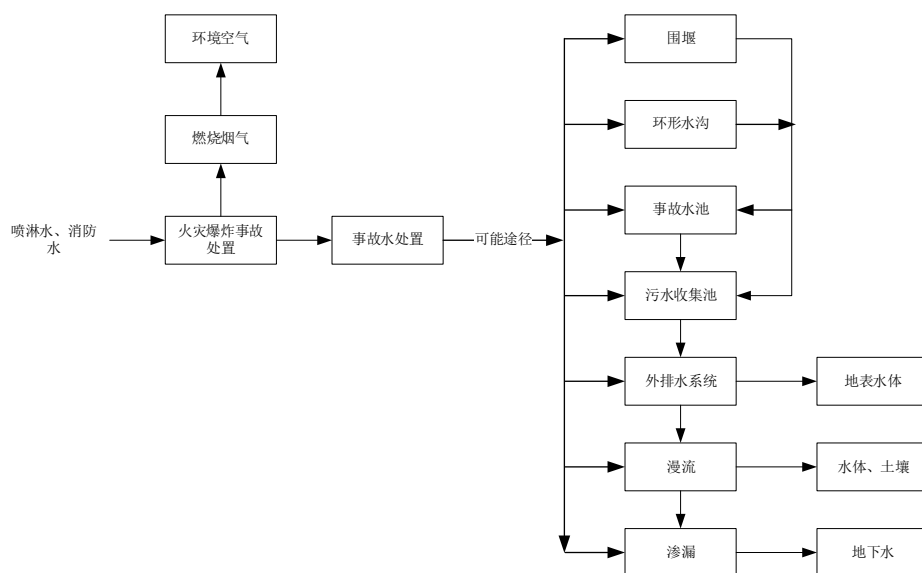 环境空气
燃烧烟气
喷淋水、消防
水
火灾爆炸事故
处置
事故水处置
可能途径
围堰
环形水沟
事故水池
污水收集池
外排水系统
地表水体
漫流
水体、土壤
渗漏
地下水